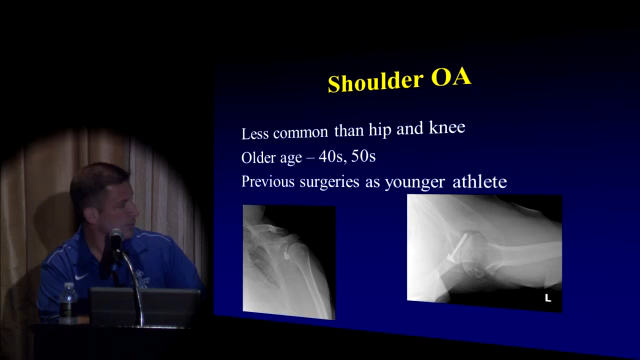 Shoulder OA
Less common than hip and knee
Older age – 40s, 50s
Previous surgeries as younger athlete
L